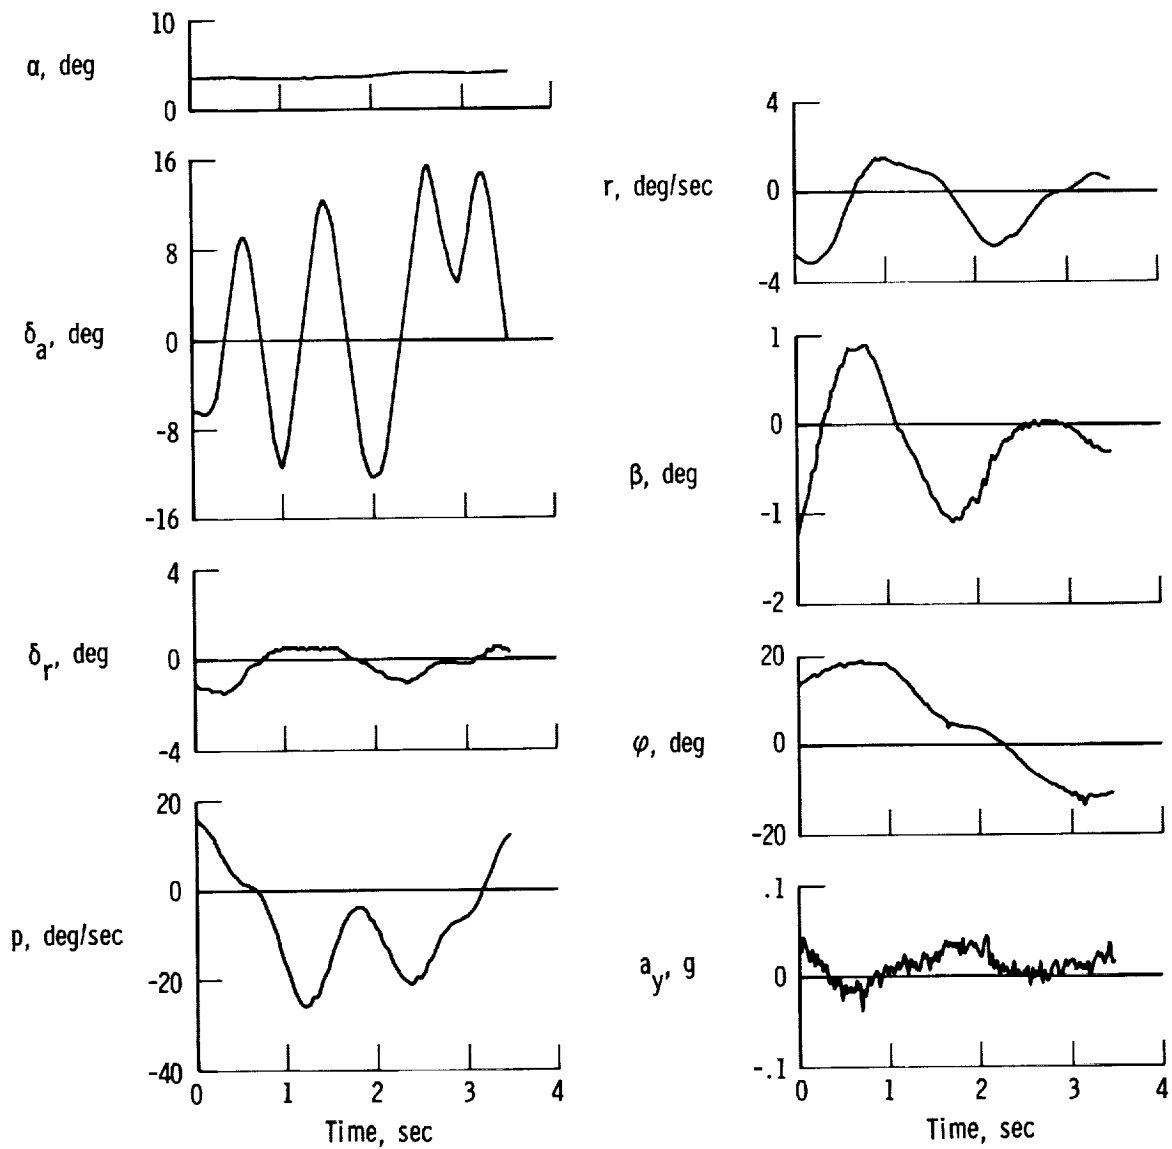 10
α, deg
0
16
8
δa, deg
0
-8
-16
4
δr, deg
0
-4
20
0
p, deg/sec
-20
-40
0 1 2 3 4
Time, sec
4
r, deg/sec
0
-4
1
0
β, deg
-1
-2
20
φ, deg
0
-20
.1
ay, g
0
-.1
0 1 2 3 4
Time, sec